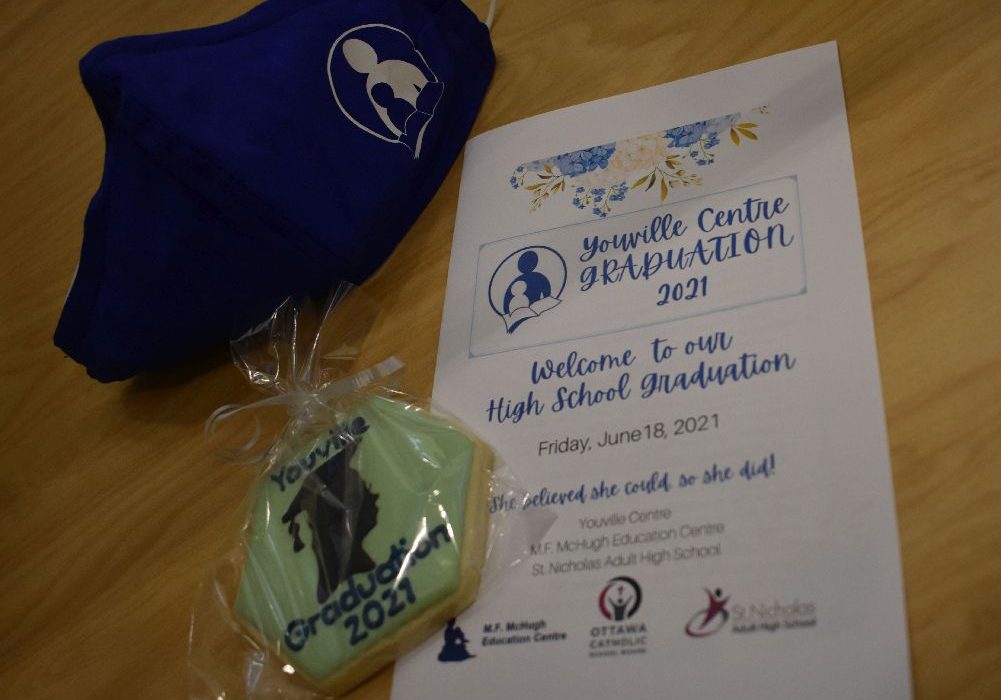 Youville Centre
GRADUATION
2021
Welcome to our
High School Graduation
Friday, June18, 2021
She believed she could, so she did!
Youville Centre
M.F. McHugh Education Centre
St. Nicholas Adult High School
M.F. McHugh
Education Centre
OTTAWA
CATHOLIC
SCHOOL BOARD
St. Nicholas
Adult High School
Youville
Graduation
2021